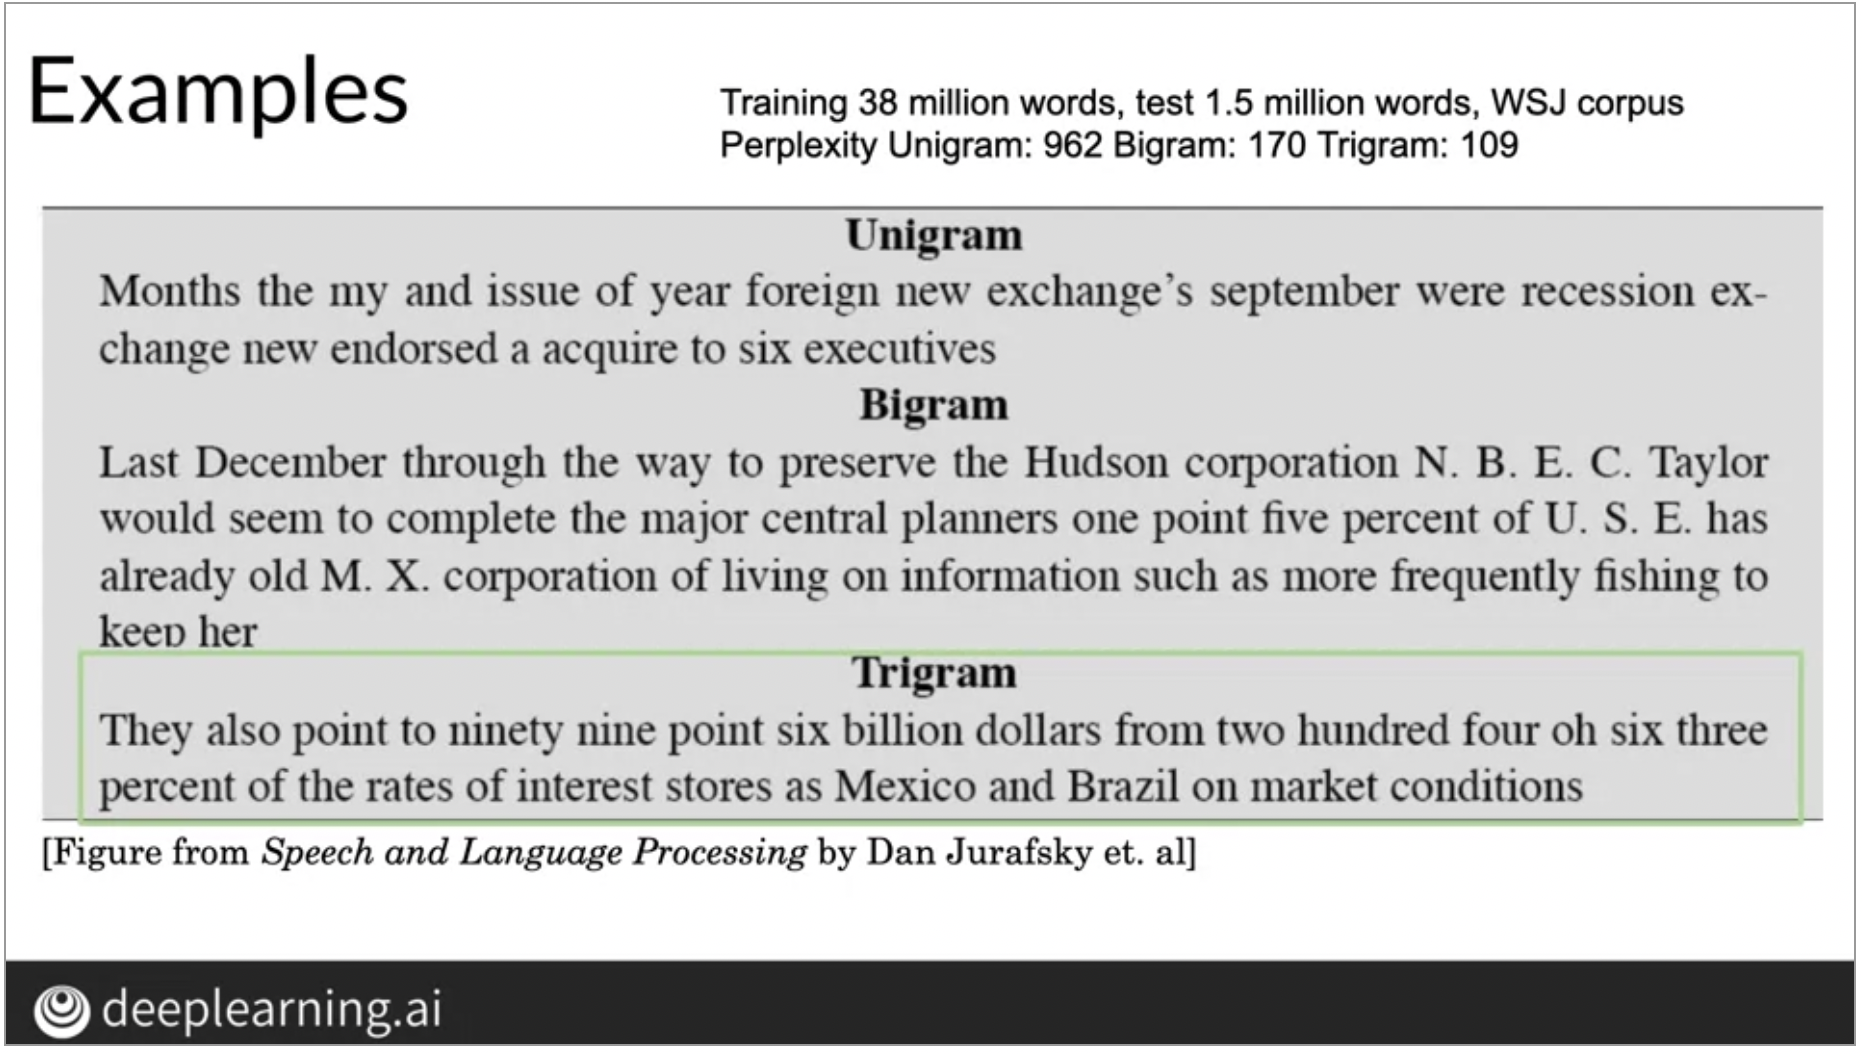 Examples
Training 38 million words, test 1.5 million words, WSJ corpus
Perplexity Unigram: 962 Bigram: 170 Trigram: 109
Unigram
Months the my and issue of year foreign new exchange's september were recession ex-
change new endorsed a acquire to six executives
Bigram
Last December through the way to preserve the Hudson corporation N. B. E. C. Taylor
would seem to complete the major central planners one point five percent of U. S. E. has
already old M. X. corporation of living on information such as more frequently fishing to
keep her
Trigram
They also point to ninety nine point six billion dollars from two hundred four oh six three
percent of the rates of interest stores as Mexico and Brazil on market conditions
[Figure from Speech and Language Processing by Dan Jurafsky et. al]
deeplearning.ai